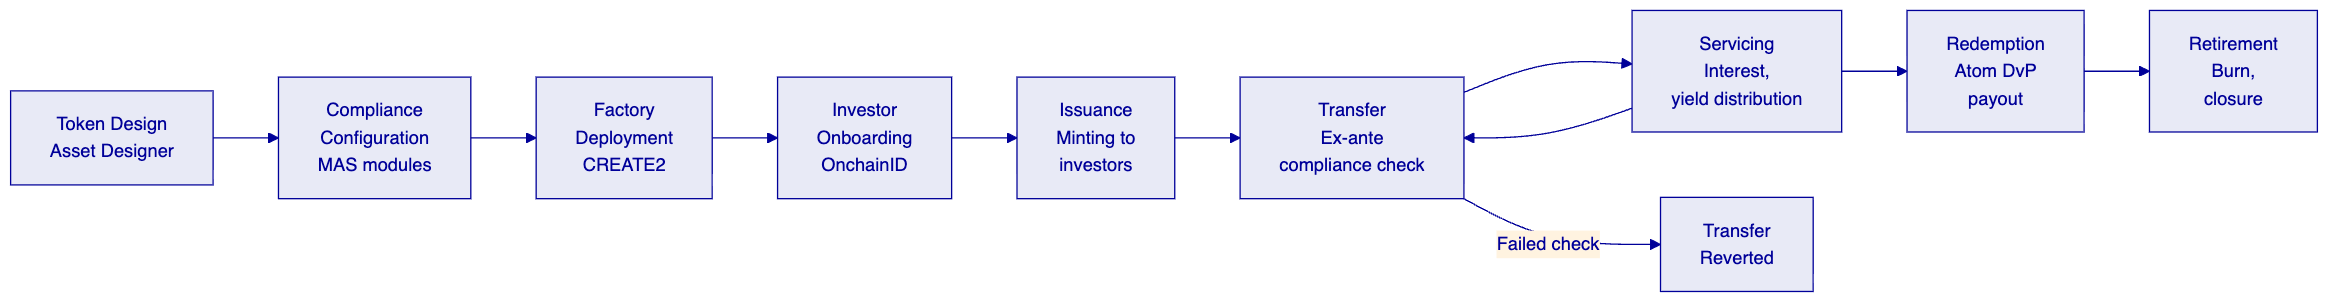 Token Design
Asset Designer
Compliance
Configuration
MAS modules
Factory
Deployment
CREATE2
Investor
Onboarding
OnchainID
Issuance
Minting to
investors
Transfer
Ex-ante
compliance check
Servicing
Interest,
yield distribution
Redemption
Atom DvP
payout
Retirement
Burn,
closure
Failed check
Transfer
Reverted